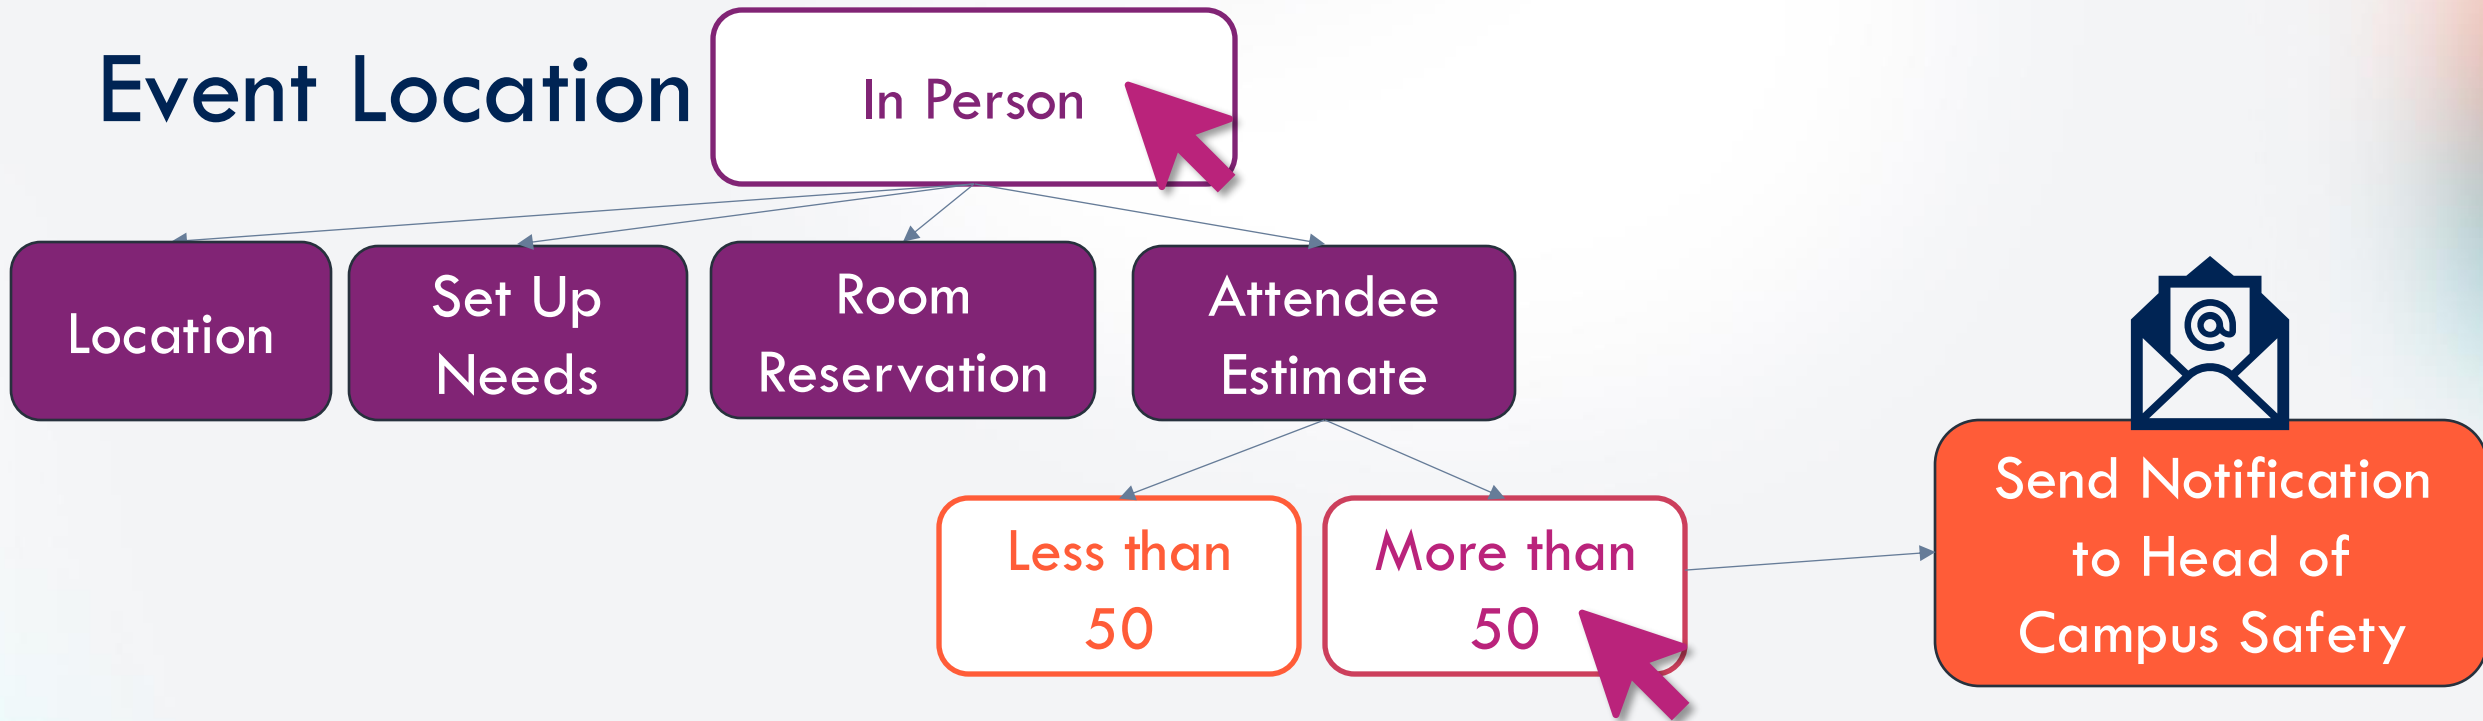 Event Location
In Person
Location
Set Up
Needs
Room
Reservation
Attendee
Estimate
Less than
50
More than
50
Send Notification
to Head of
Campus Safety